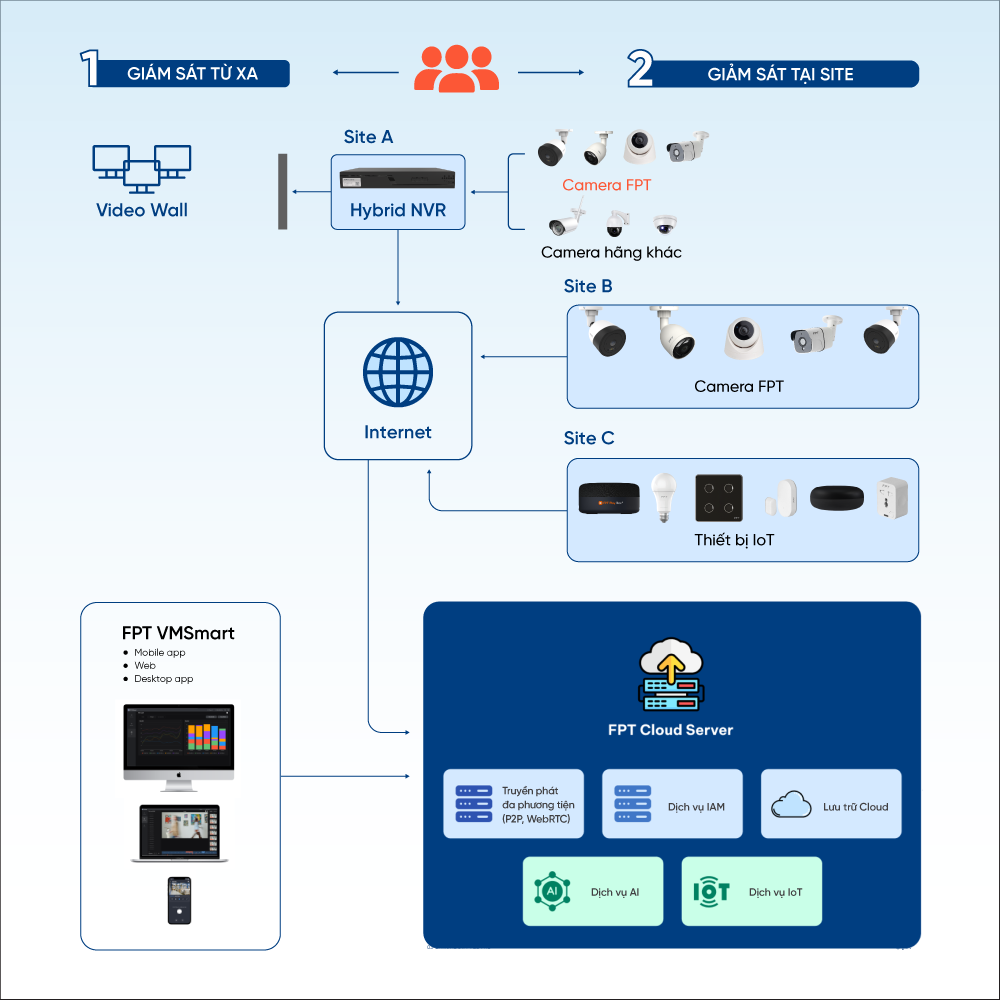 1 GIÁM SÁT TỪ XA
2 GIẢM SÁT TẠI SITE
Site A
Video Wall
Hybrid NVR
Camera FPT
Camera hãng khác
Site B
Camera FPT
Internet
Site C
Thiết bị IoT
FPT VMSmart
Mobile app
Web
Desktop app
FPT Cloud Server
Truyền phát
đa phương tiện
(P2P, WebRTC)
Dịch vụ IAM
Lưu trữ Cloud
AI
Dịch vụ AI
IOT
Dịch vụ IoT